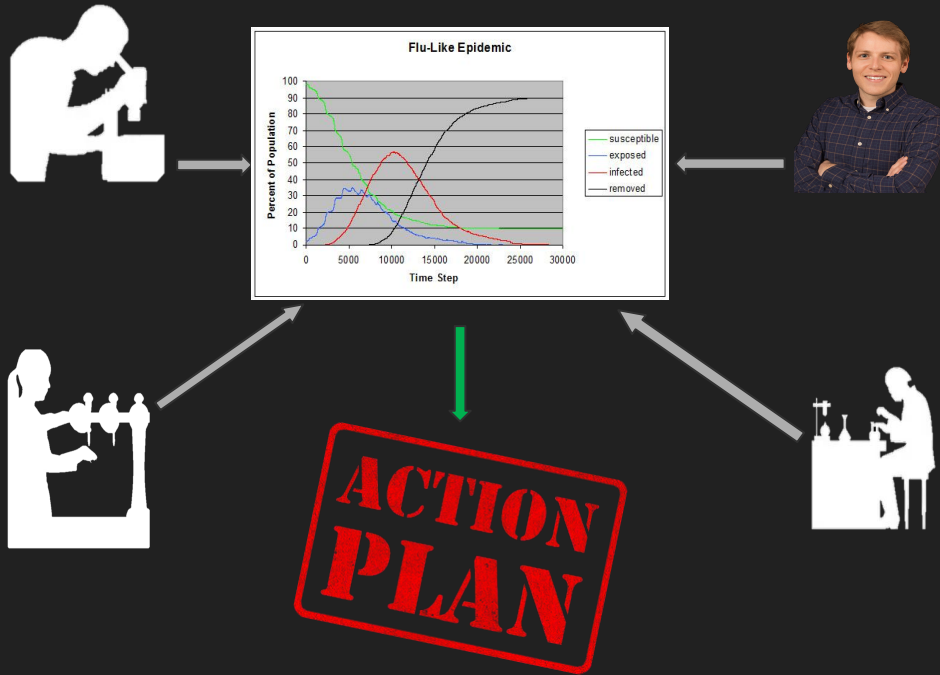 Flu-Like Epidemic
Percent of Population
100
90
80
70
60
50
40
30
20
10
0
0 5000 10000 15000 20000 25000 30000
Time Step
susceptible
exposed
infected
removed
ACTION
PLAN